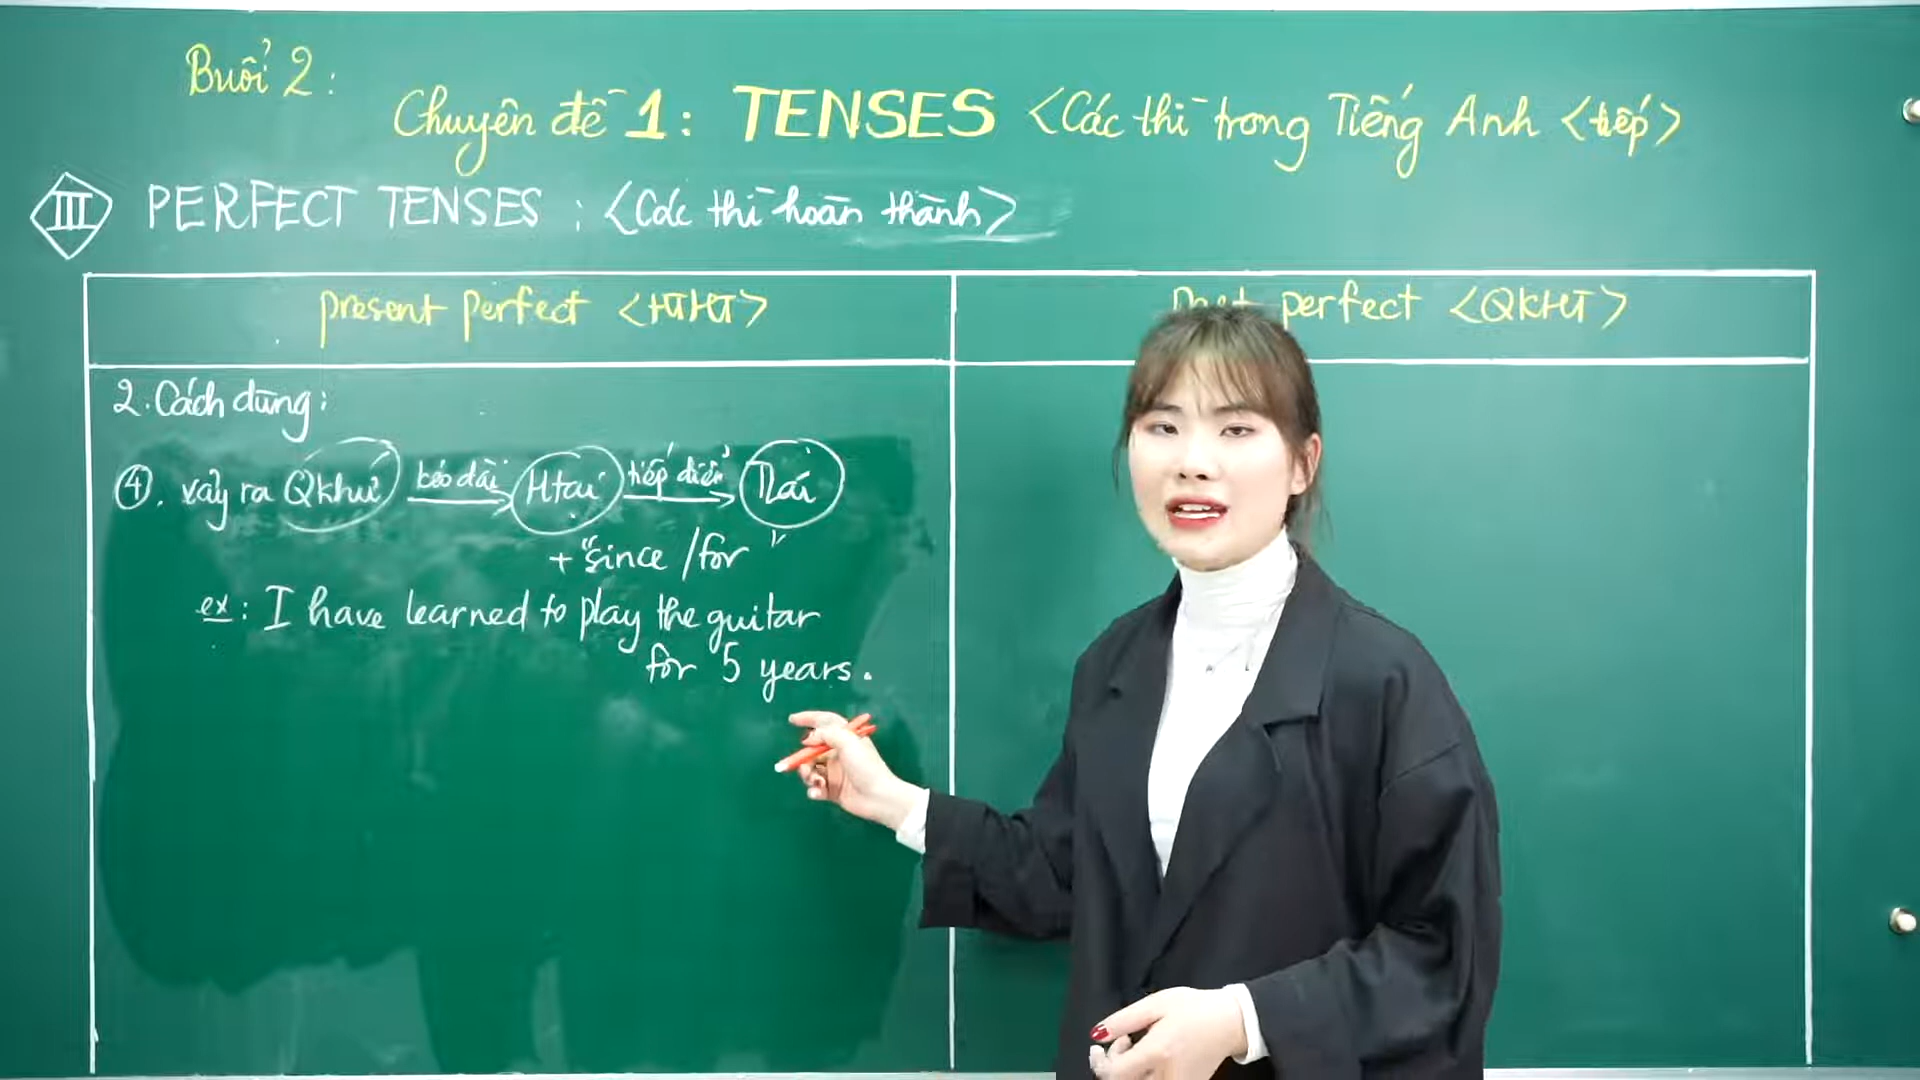 Buổi 2:
Chuyên đề 1: TENSES <Các thì trong Tiếng Anh <tiếp>
III PERFECT TENSES: <Các thì hoàn thành>
present perfect <HTHT>
perfect <QKHT>
2. Cách dùng:
④. xảy ra Qkhứ kéo dài Htại tiếp diễn Tlai
+ "since / for"
ex: I have learned to play the guitar
for 5 years.